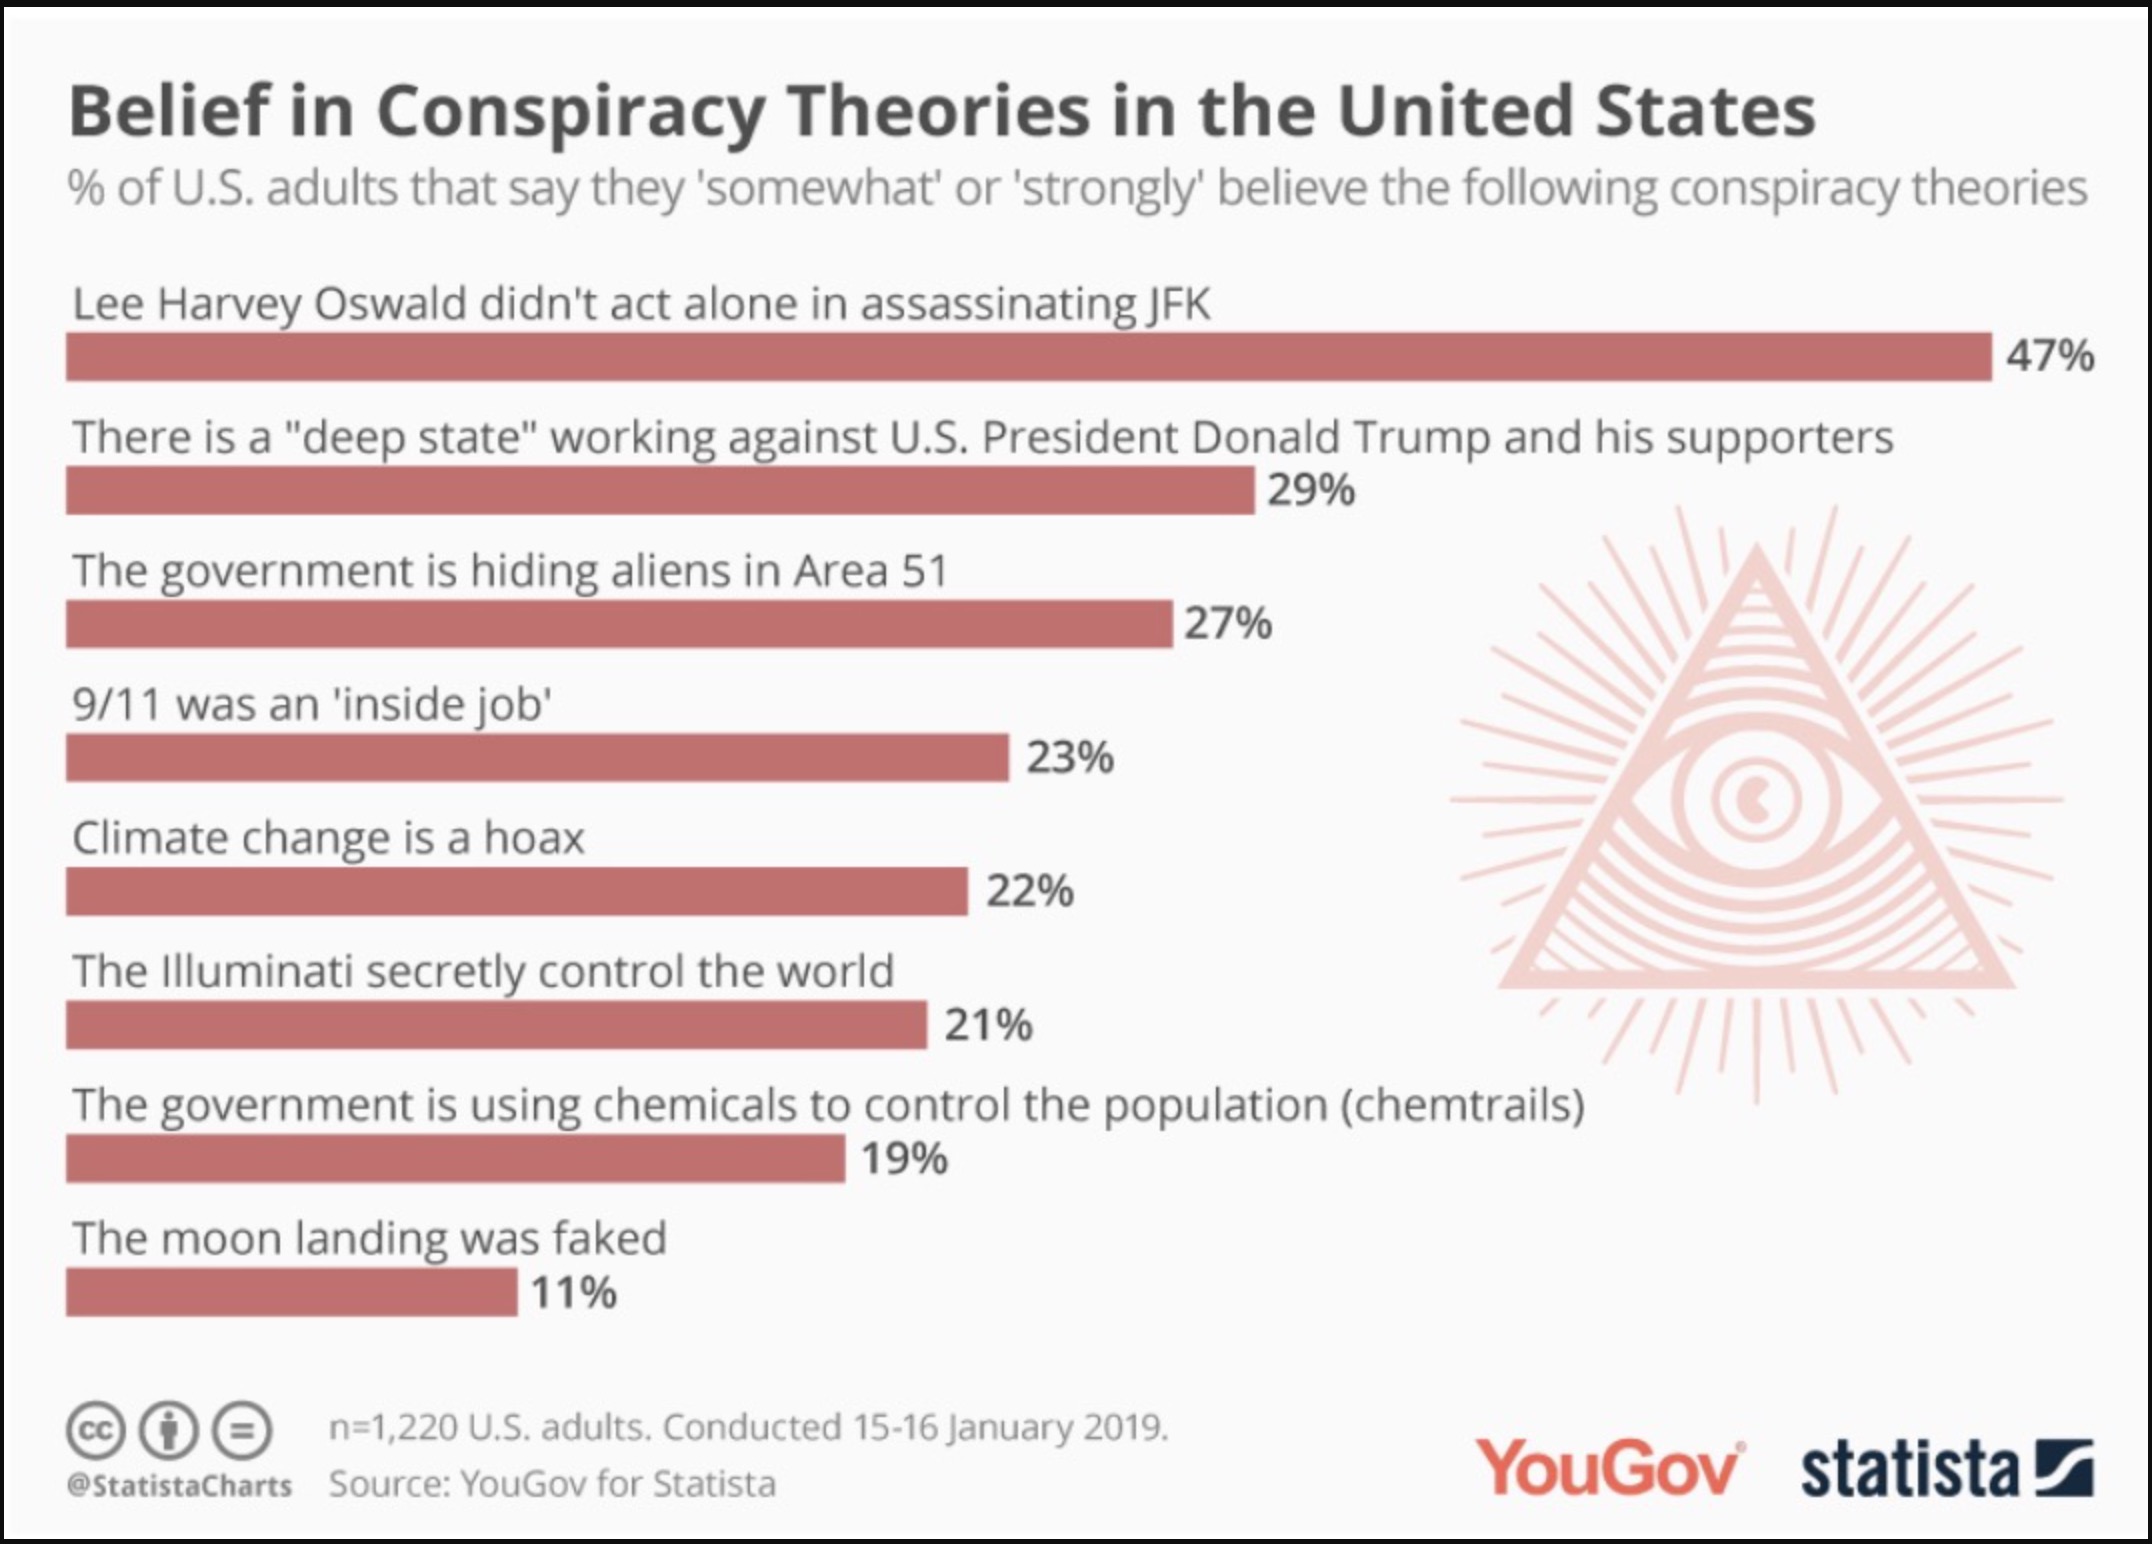 Belief in Conspiracy Theories in the United States
% of U.S. adults that say they 'somewhat' or 'strongly' believe the following conspiracy theories
Lee Harvey Oswald didn't act alone in assassinating JFK
47%
There is a "deep state" working against U.S. President Donald Trump and his supporters
29%
The government is hiding aliens in Area 51
27%
9/11 was an 'inside job'
23%
Climate change is a hoax
22%
The Illuminati secretly control the world
21%
The government is using chemicals to control the population (chemtrails)
19%
The moon landing was faked
11%
cc
@StatistaCharts
n=1,220 U.S. adults. Conducted 15-16 January 2019.
Source: YouGov for Statista
YouGov®
statista